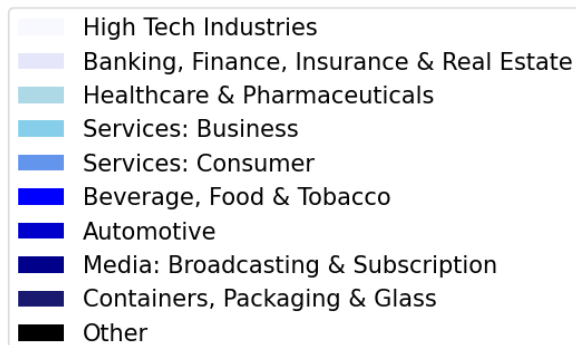 High Tech Industries
Banking, Finance, Insurance & Real Estate
Healthcare & Pharmaceuticals
Services: Business
Services: Consumer
Beverage, Food & Tobacco
Automotive
Media: Broadcasting & Subscription
Containers, Packaging & Glass
Other